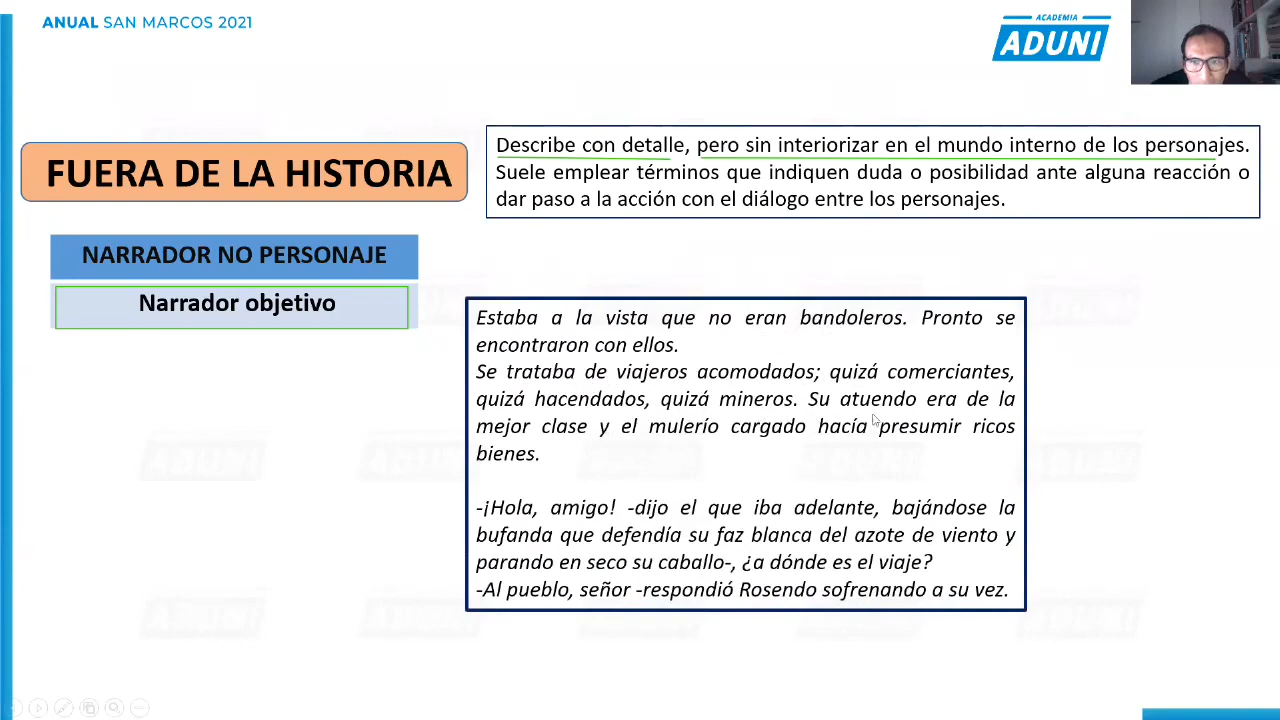 ANUAL SAN MARCOS 2021
ACADEMIA
ADUNI
FUERA DE LA HISTORIA
Describe con detalle, pero sin interiorizar en el mundo interno de los personajes.
Suele emplear términos que indiquen duda o posibilidad ante alguna reacción o
dar paso a la acción con el diálogo entre los personajes.
NARRADOR NO PERSONAJE
Narrador objetivo
Estaba a la vista que no eran bandoleros. Pronto se
encontraron con ellos.
Se trataba de viajeros acomodados; quizá comerciantes,
quizá hacendados, quizá mineros. Su atuendo era de la
mejor clase y el mulerío cargado hacía presumir ricos
bienes.
-¡Hola, amigo! -dijo el que iba adelante, bajándose la
bufanda que defendía su faz blanca del azote de viento y
parando en seco su caballo-, ¿a dónde es el viaje?
-Al pueblo, señor -respondió Rosendo sofrenando a su vez.